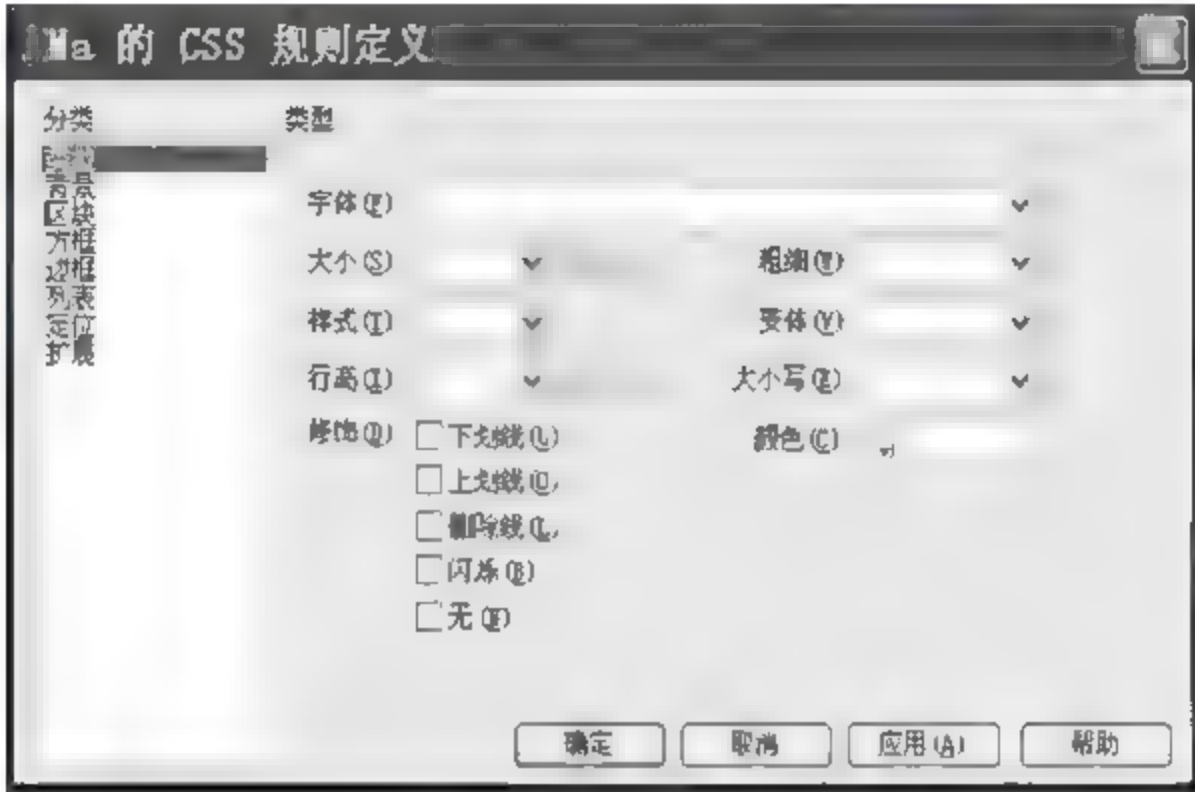 的 CSS 规则定义
分类
类型
背景
区块
方框
边框
列表
定位
扩展
字体(F)
大小(S)
粗细(W)
样式(T)
变体(V)
行高(I)
大小写(R)
修饰(D)
下划线(U)
颜色(C)
上划线(O)
删除线(L)
闪烁(B)
无(N)
确定
取消
应用(A)
帮助